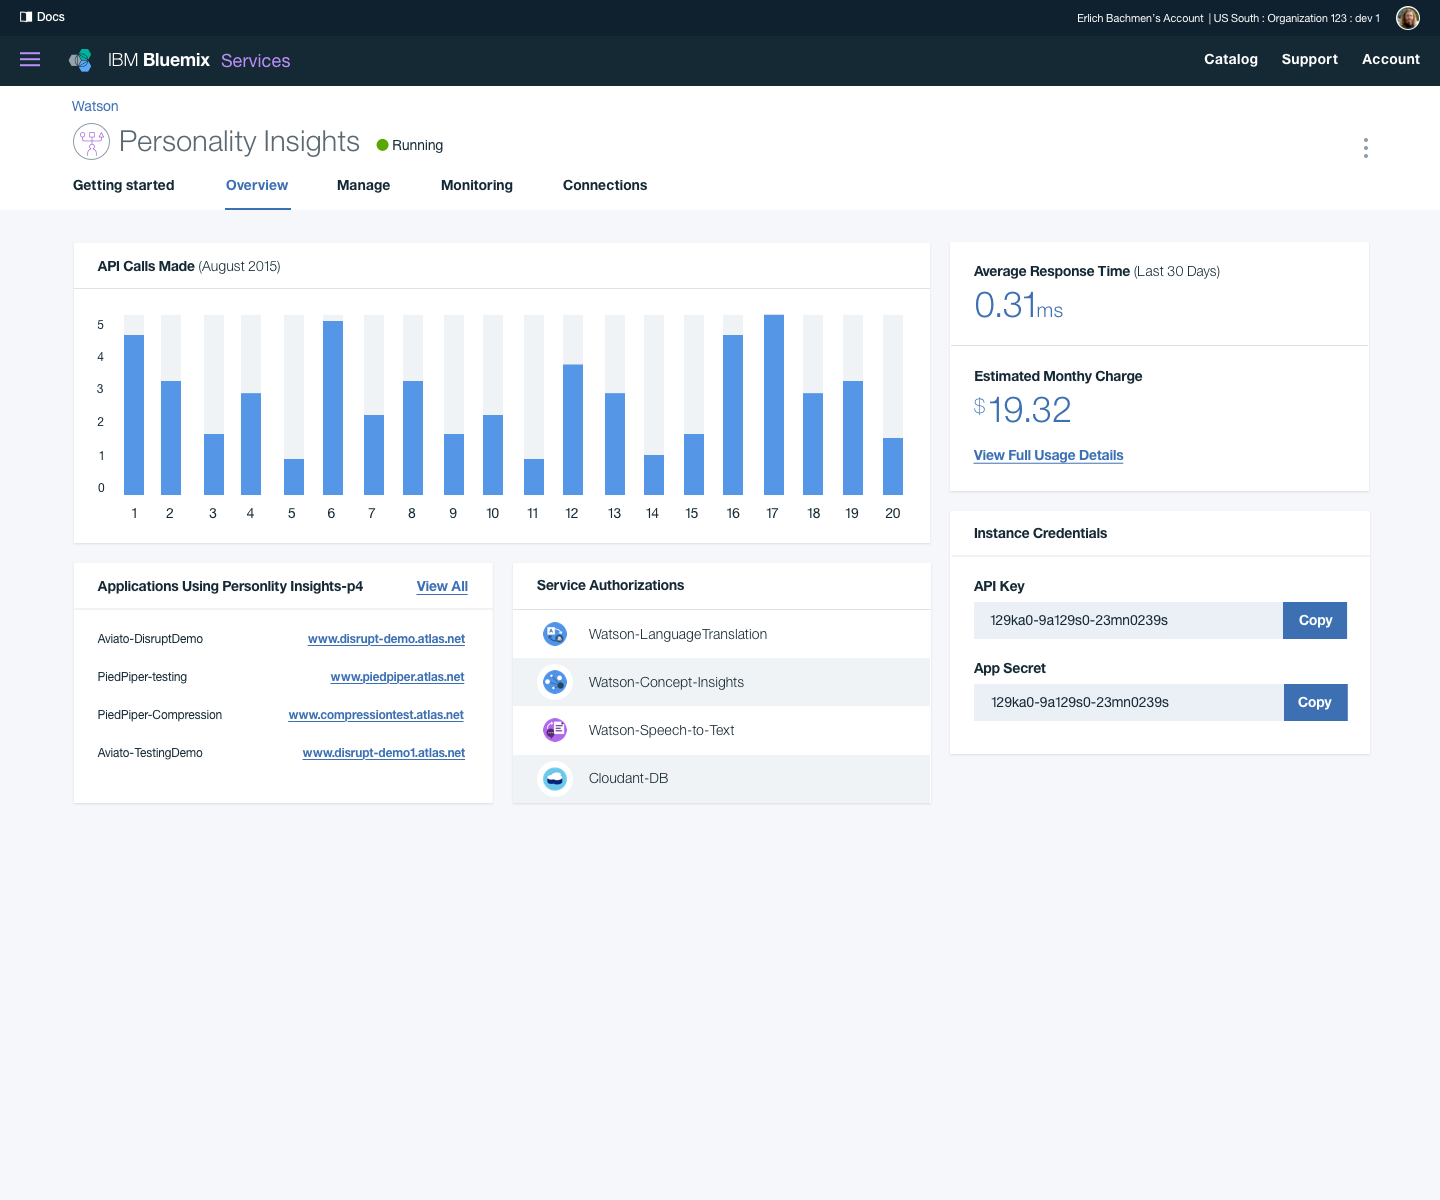 Docs
Erlich Bachmen's Account | US South : Organization 123 : dev 1
IBM Bluemix Services
Catalog Support Account
Watson
Personality Insights Running
Getting started Overview Manage Monitoring Connections
API Calls Made (August 2015)
5
4
3
2
1
0
1 2 3 4 5 6 7 8 9 10 11 12 13 14 15 16 17 18 19 20
Average Response Time (Last 30 Days)
0.31ms
Estimated Monthy Charge
$19.32
View Full Usage Details
Applications Using Personlity Insights-p4 View All
Aviato-DisruptDemo www.disrupt-demo.atlas.net
PiedPiper-testing www.piedpiper.atlas.net
PiedPiper-Compression www.compressiontest.atlas.net
Aviato-TestingDemo www.disrupt-demo1.atlas.net
Service Authorizations
Watson-LanguageTranslation
Watson-Concept-Insights
Watson-Speech-to-Text
Cloudant-DB
Instance Credentials
API Key
129ka0-9a129s0-23mn0239s Copy
App Secret
129ka0-9a129s0-23mn0239s Copy